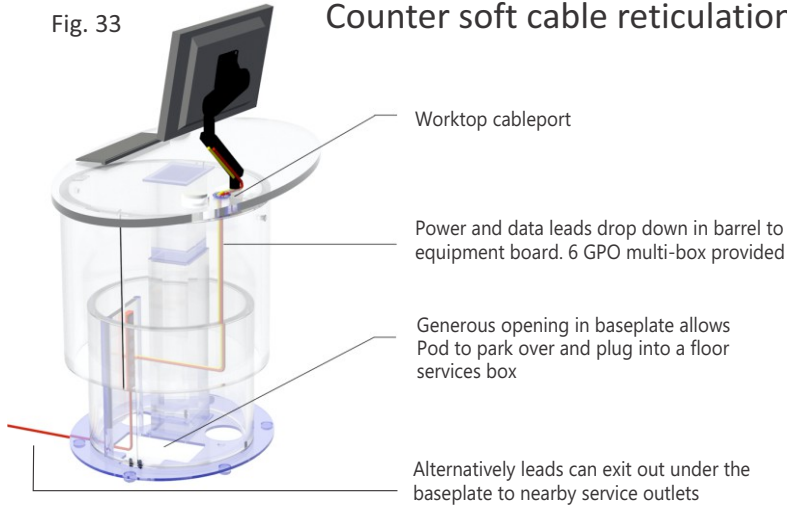 Fig. 33
Counter soft cable reticulation
Worktop cableport
Power and data leads drop down in barrel to
equipment board. 6 GPO multi-box provided
Generous opening in baseplate allows
Pod to park over and plug into a floor
services box
Alternatively leads can exit out under the
baseplate to nearby service outlets